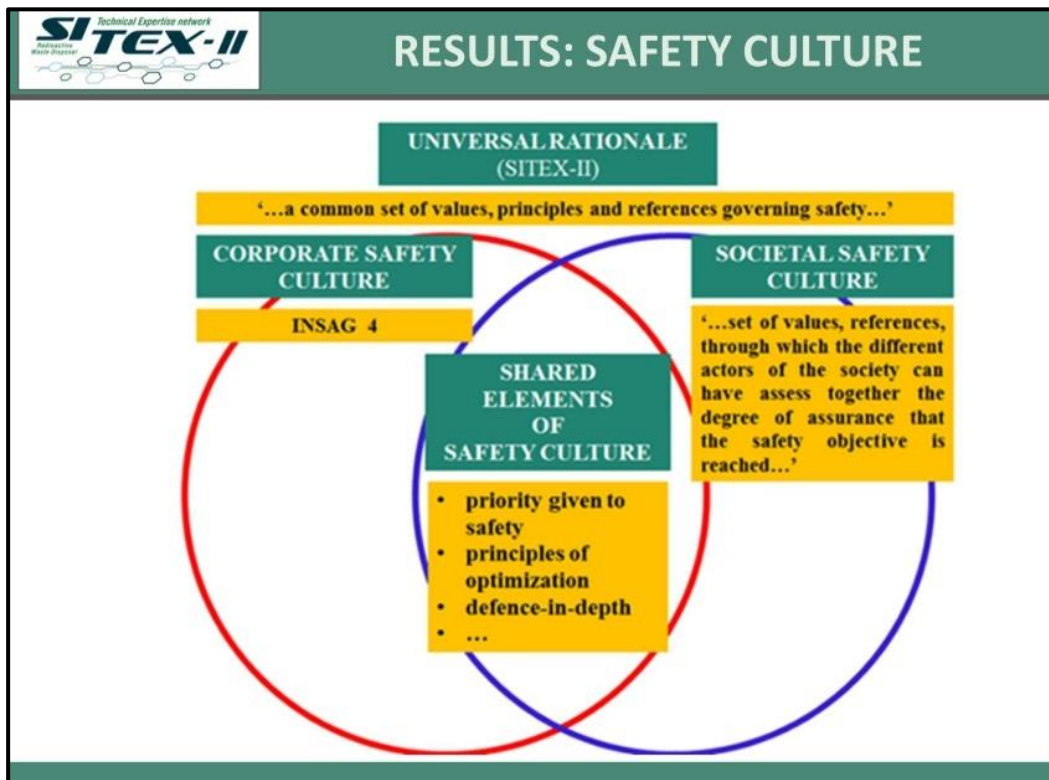 Technical Expertise network
SITEX-II
Radioactive
Waste Disposal
RESULTS: SAFETY CULTURE
UNIVERSAL RATIONALE
(SITEX-II)
‘…a common set of values, principles and references governing safety…’
CORPORATE SAFETY
CULTURE
INSAG 4
SOCIETAL SAFETY
CULTURE
‘…set of values, references,
through which the different
actors of the society can
have assess together the
degree of assurance that
the safety objective is
reached…’
SHARED
ELEMENTS
OF
SAFETY CULTURE
• priority given to
safety
• principles of
optimization
• defence-in-depth
• …